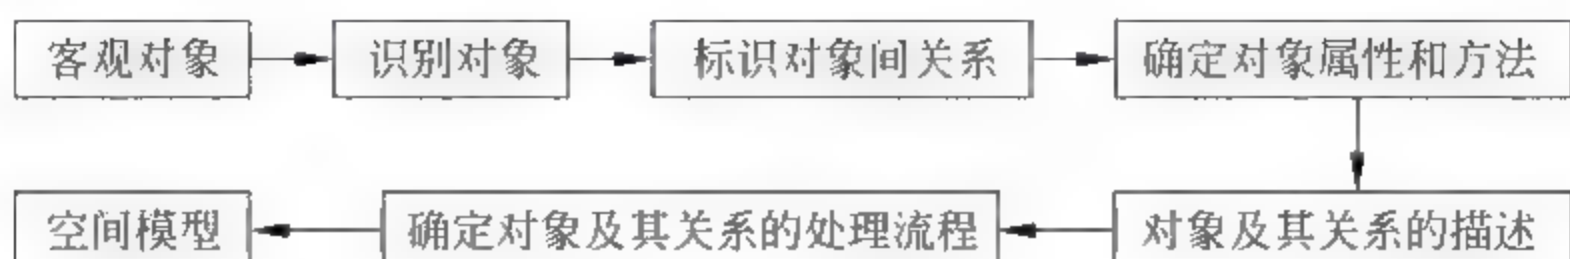 客观对象
识别对象
标识对象间关系
确定对象属性和方法
对象及其关系的描述
确定对象及其关系的处理流程
空间模型